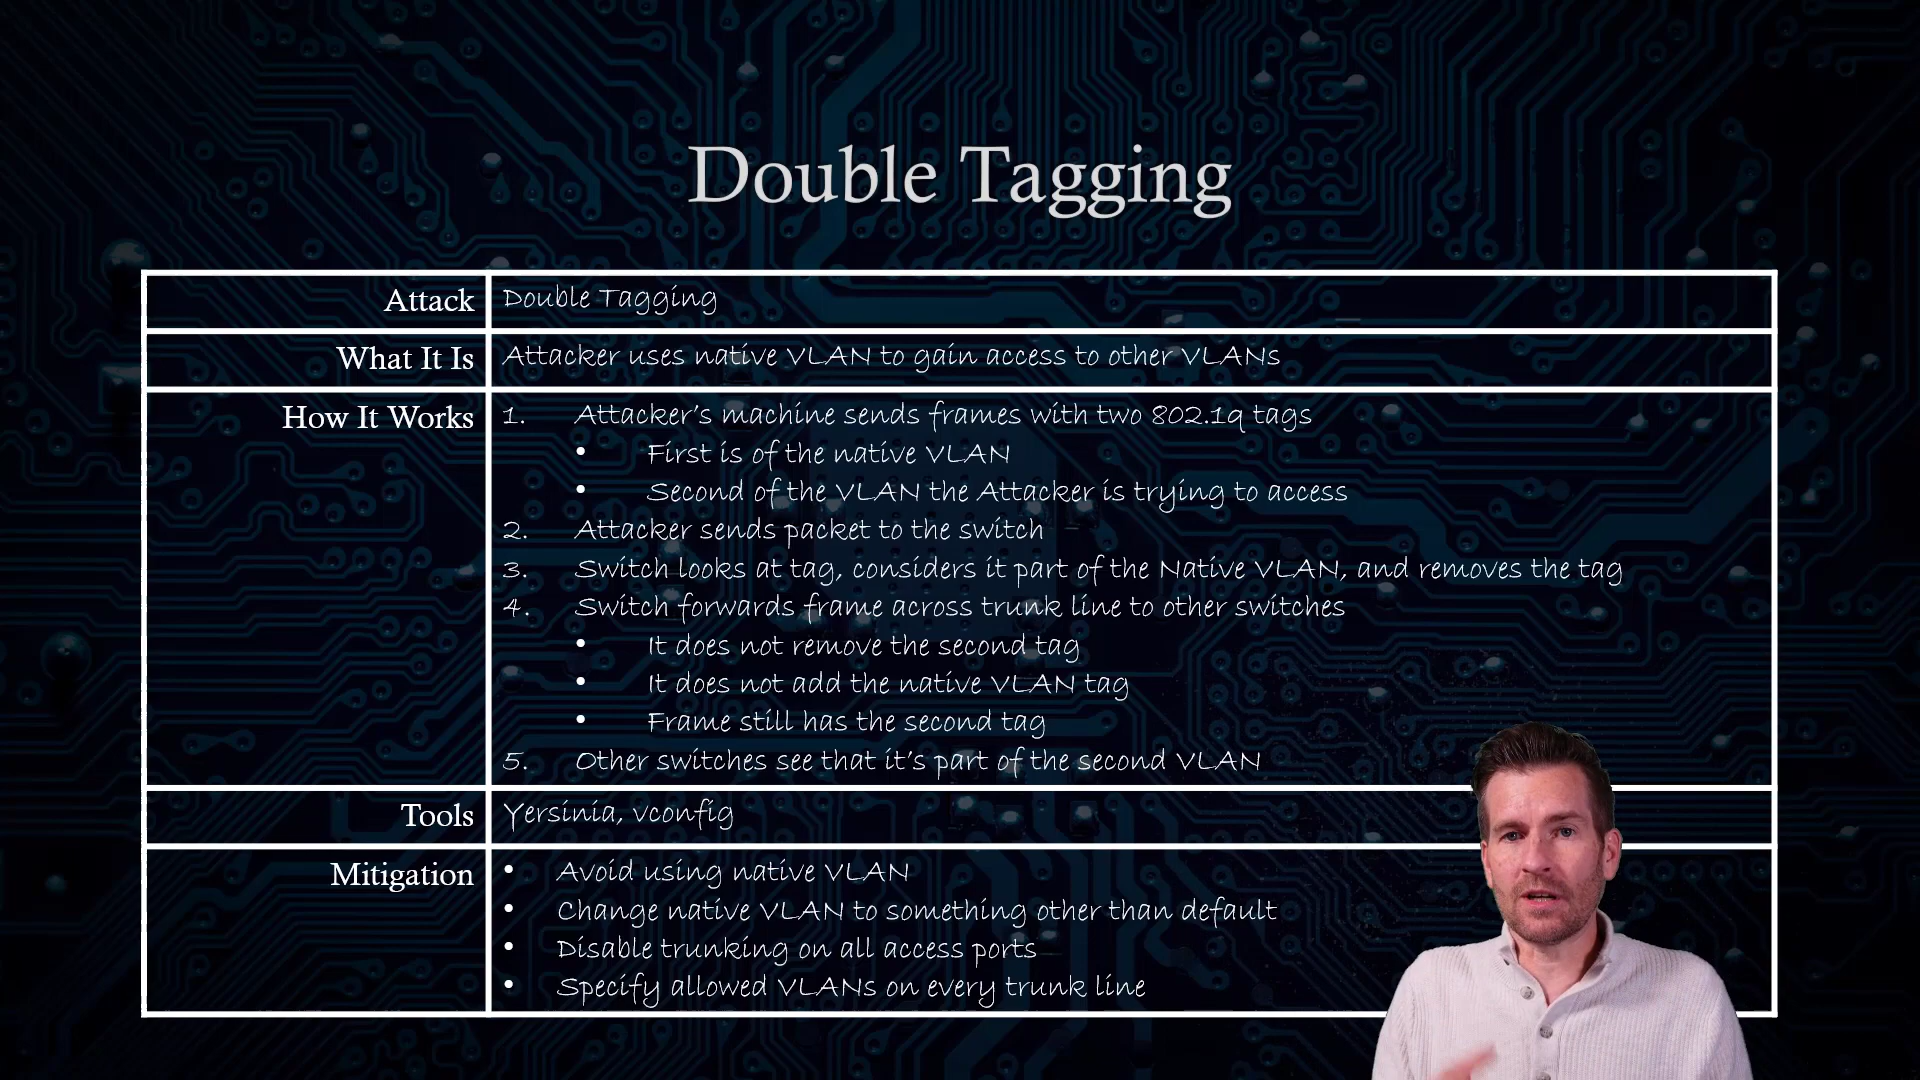 Double Tagging
Attack
Double Tagging
What It Is
Attacker uses native VLAN to gain access to other VLANs
How It Works
1. Attacker's machine sends frames with two 802.1q tags
• First is of the native VLAN
• Second of the VLAN the Attacker is trying to access
2. Attacker sends packet to the switch
3. Switch looks at tag, considers it part of the Native VLAN, and removes the tag
4. Switch forwards frame across trunk line to other switches
• It does not remove the second tag
• It does not add the native VLAN tag
• Frame still has the second tag
5. Other switches see that it's part of the second VLAN
Tools
Yersinia, vconfig
Mitigation
• Avoid using native VLAN
• Change native VLAN to something other than default
• Disable trunking on all access ports
• Specify allowed VLANs on every trunk line